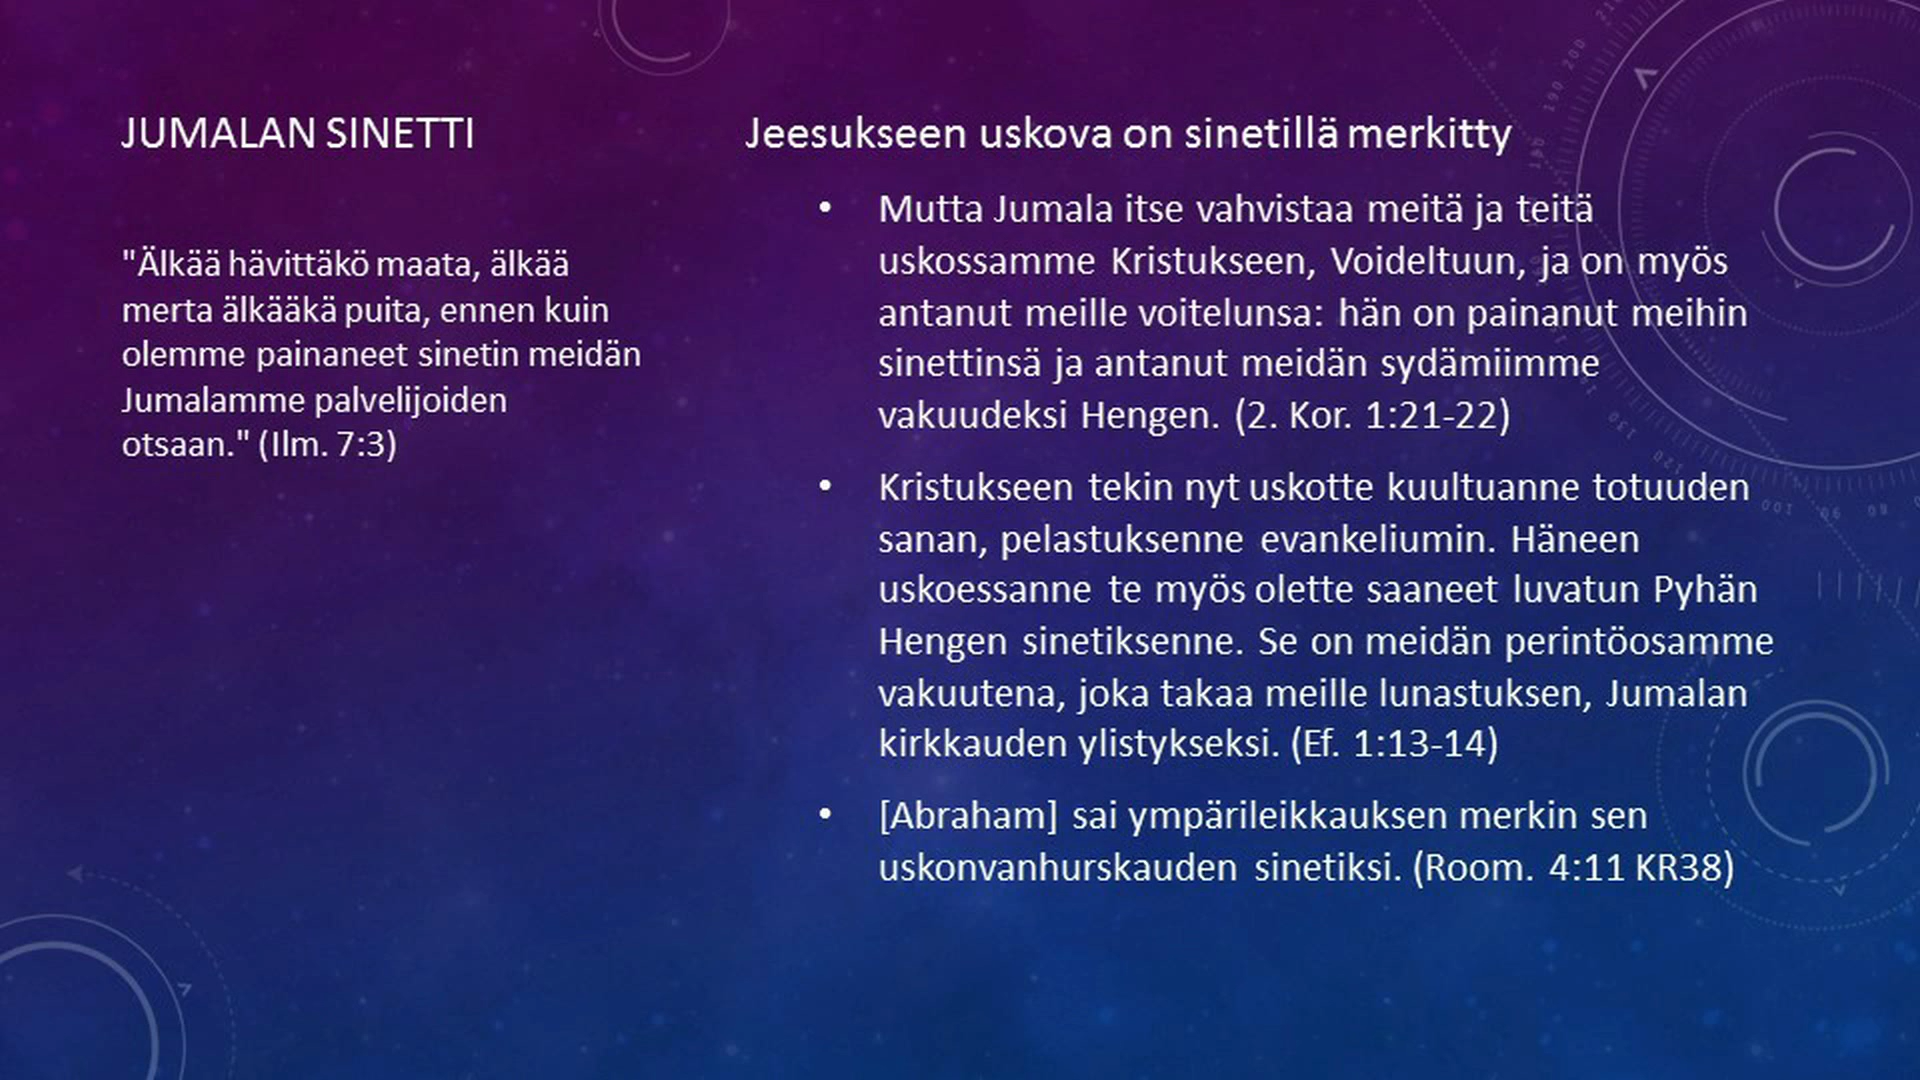 JUMALAN SINETTI
"Älkää hävittäkö maata, älkää
merta älkääkä puita, ennen kuin
olemme painaneet sinetin meidän
Jumalamme palvelijoiden
otsaan." (Ilm. 7:3)
Jeesukseen uskova on sinetillä merkitty
• Mutta Jumala itse vahvistaa meitä ja teitä
uskossamme Kristukseen, Voideltuun, ja on myös
antanut meille voitelunsa: hän on painanut meihin
sinettinsä ja antanut meidän sydämiimme
vakuudeksi Hengen. (2. Kor. 1:21-22)
• Kristukseen tekin nyt uskotte kuultuanne totuuden
sanan, pelastuksenne evankeliumin. Häneen
uskoessanne te myös olette saaneet luvatun Pyhän
Hengen sinetiksenne. Se on meidän perintöosamme
vakuutena, joka takaa meille lunastuksen, Jumalan
kirkkauden ylistykseksi. (Ef. 1:13-14)
• [Abraham] sai ympärileikkauksen merkin sen
uskonvanhurskauden sinetiksi. (Room. 4:11 KR38)